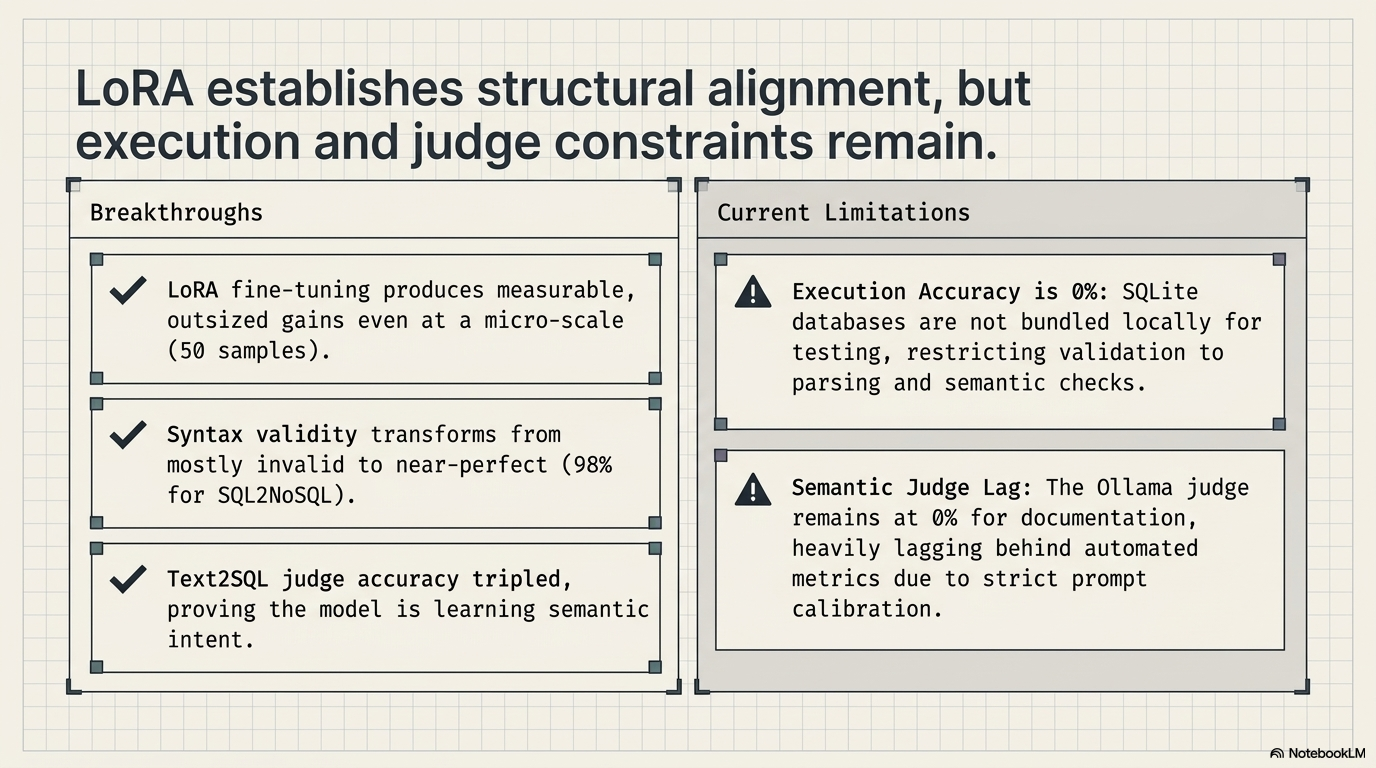 LoRA establishes structural alignment, but
execution and judge constraints remain.
Breakthroughs
LoRA fine-tuning produces measurable,
outsized gains even at a micro-scale
(50 samples).
Syntax validity transforms from
mostly invalid to near-perfect (98%
for SQL2NoSQL).
Text2SQL judge accuracy tripled,
proving the model is learning semantic
intent.
Current Limitations
Execution Accuracy is 0%: SQLite
databases are not bundled locally for
testing, restricting validation to
parsing and semantic checks.
Semantic Judge Lag: The Ollama judge
remains at 0% for documentation,
heavily lagging behind automated
metrics due to strict prompt
calibration.
NotebookLM